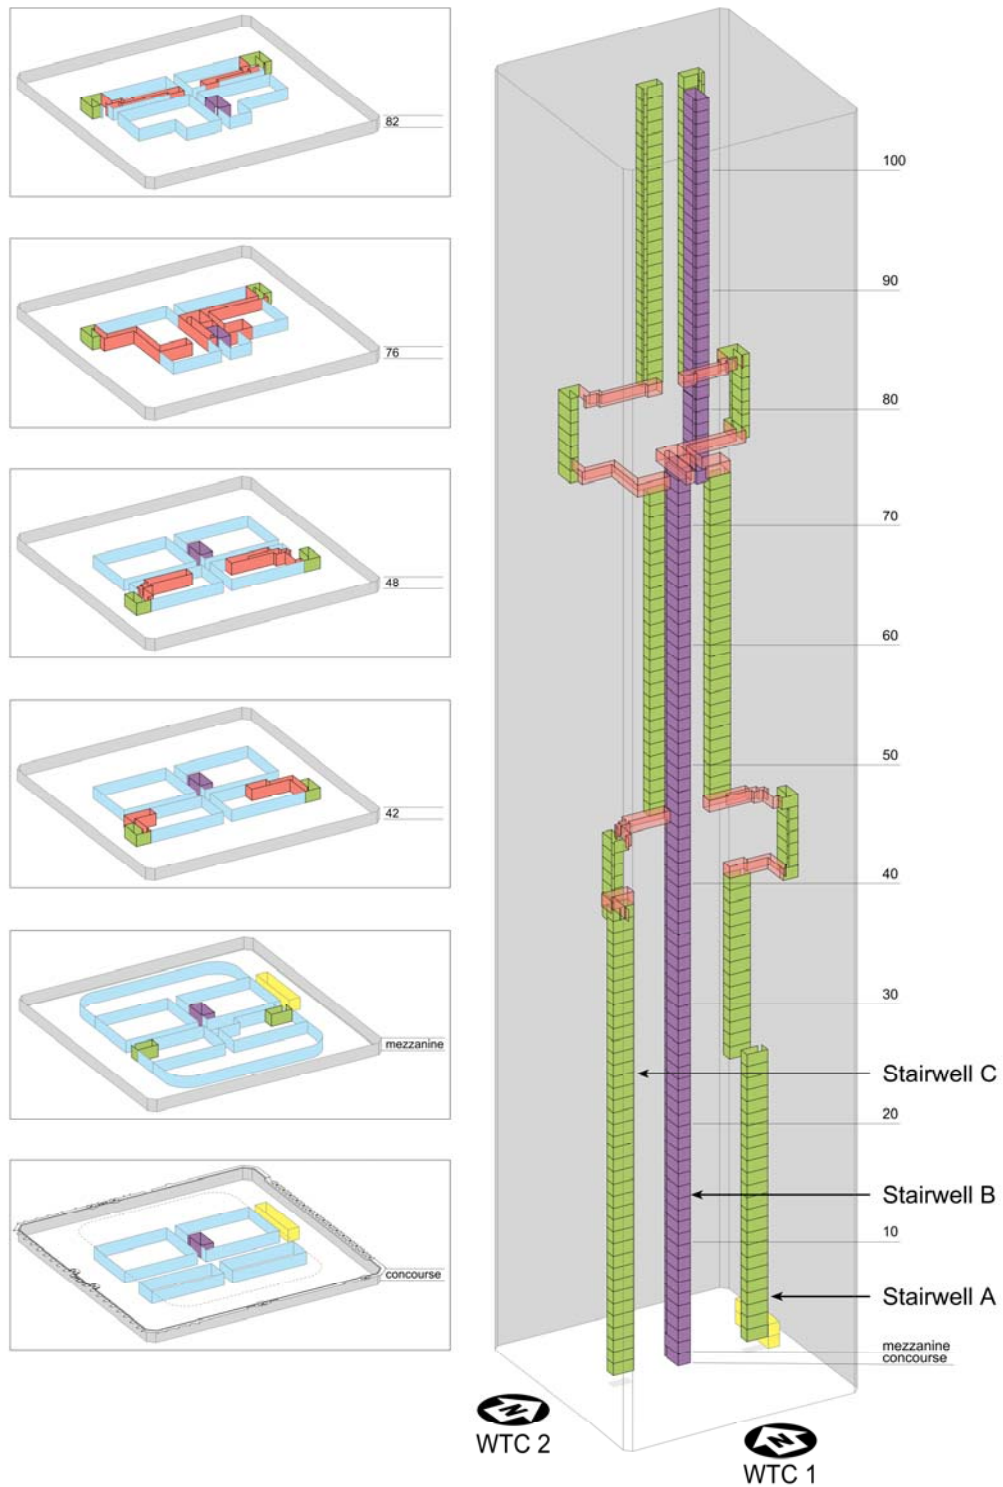 82
76
48
42
mezzanine
concourse
100
90
80
70
60
50
40
30
Stairwell C
20
Stairwell B
10
Stairwell A
mezzanine
concourse
N
WTC 2
N
WTC 1